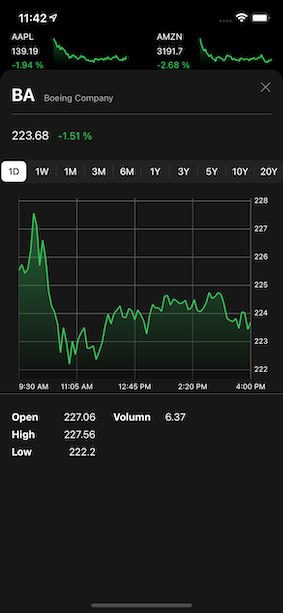 11:42
AAPL AMZN
139.19 3191.7
-1.94 % -2.68 %
BA Boeing Company
223.68 -1.51 %
1D 1W 1M 3M 6M 1Y 3Y 5Y 10Y 20Y
228
227
226
225
224
223
222
9:30 AM 11:05 AM 12:45 PM 2:20 PM 4:00 PM
Open 227.06 Volumn 6.37
High 227.56
Low 222.2